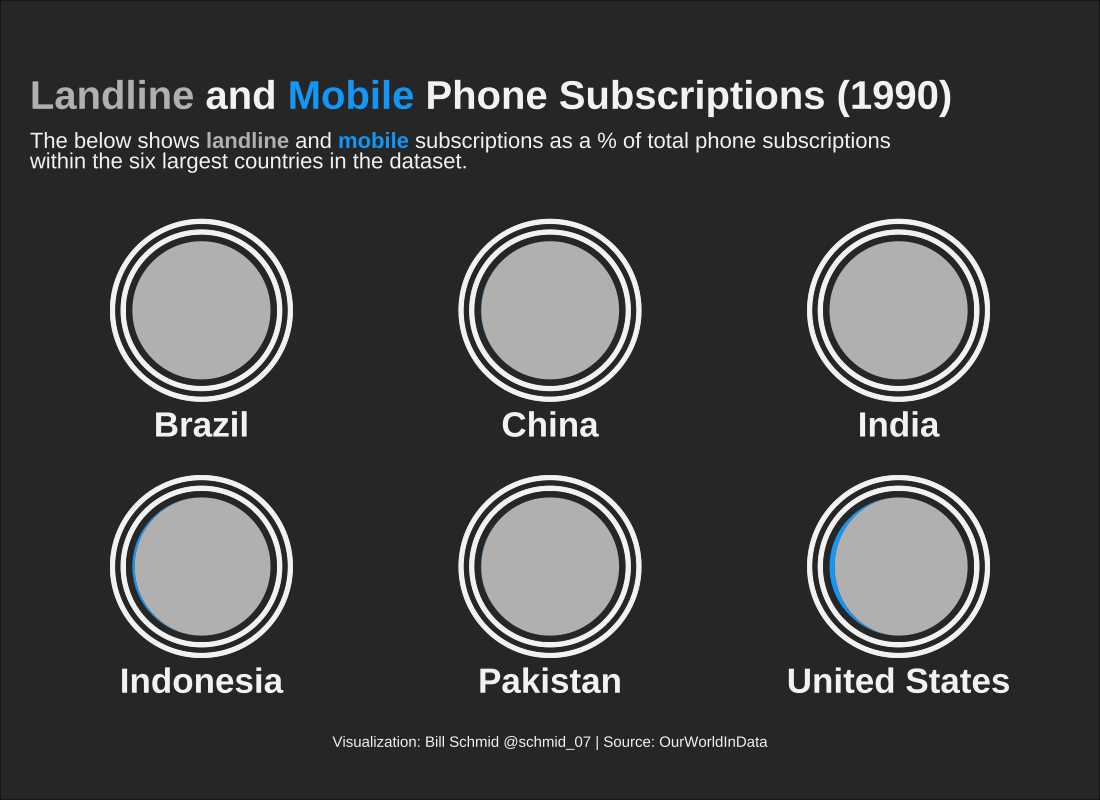 Landline and Mobile Phone Subscriptions (1990)
The below shows landline and mobile subscriptions as a % of total phone subscriptions
within the six largest countries in the dataset.
Brazil
China
India
Indonesia
Pakistan
United States
Visualization: Bill Schmid @schmid_07 | Source: OurWorldInData